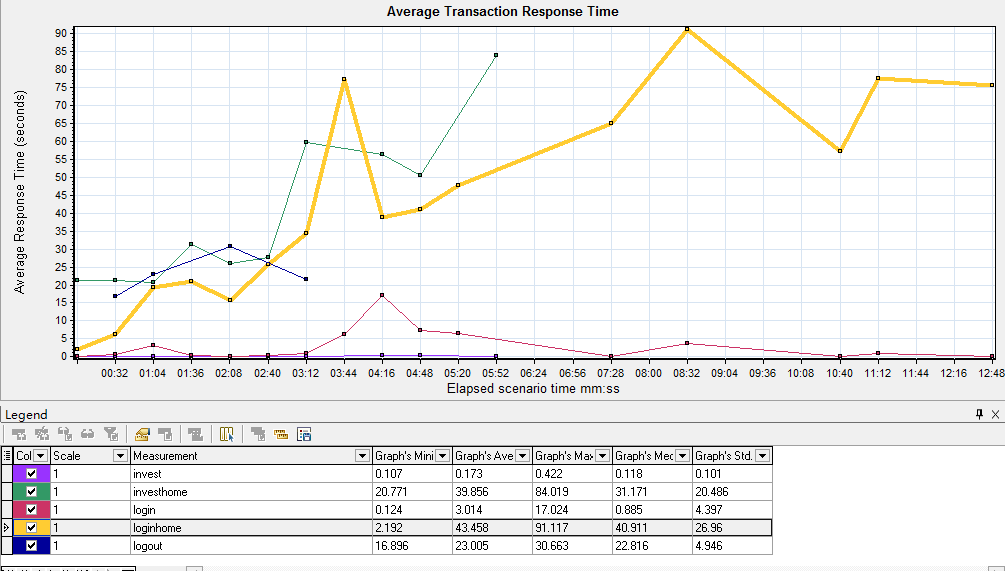 Average Transaction Response Time
Average Response Time (seconds)
90
85
80
75
70
65
60
55
50
45
40
35
30
25
20
15
10
5
0
00:32 01:04 01:36 02:08 02:40 03:12 03:44 04:16 04:48 05:20 05:52 06:24 06:56 07:28 08:00 08:32 09:04 09:36 10:08 10:40 11:12 11:44 12:16 12:48
Elapsed scenario time mm:ss
Legend
Col Scale Measurement Graph's Mini Graph's Ave Graph's Max Graph's Med Graph's Std.
1 invest 0.107 0.173 0.422 0.118 0.101
1 investhome 20.771 39.856 84.019 31.171 20.486
1 login 0.124 3.014 17.024 0.885 4.397
1 loginhome 2.192 43.458 91.117 40.911 26.96
1 logout 16.896 23.005 30.663 22.816 4.946